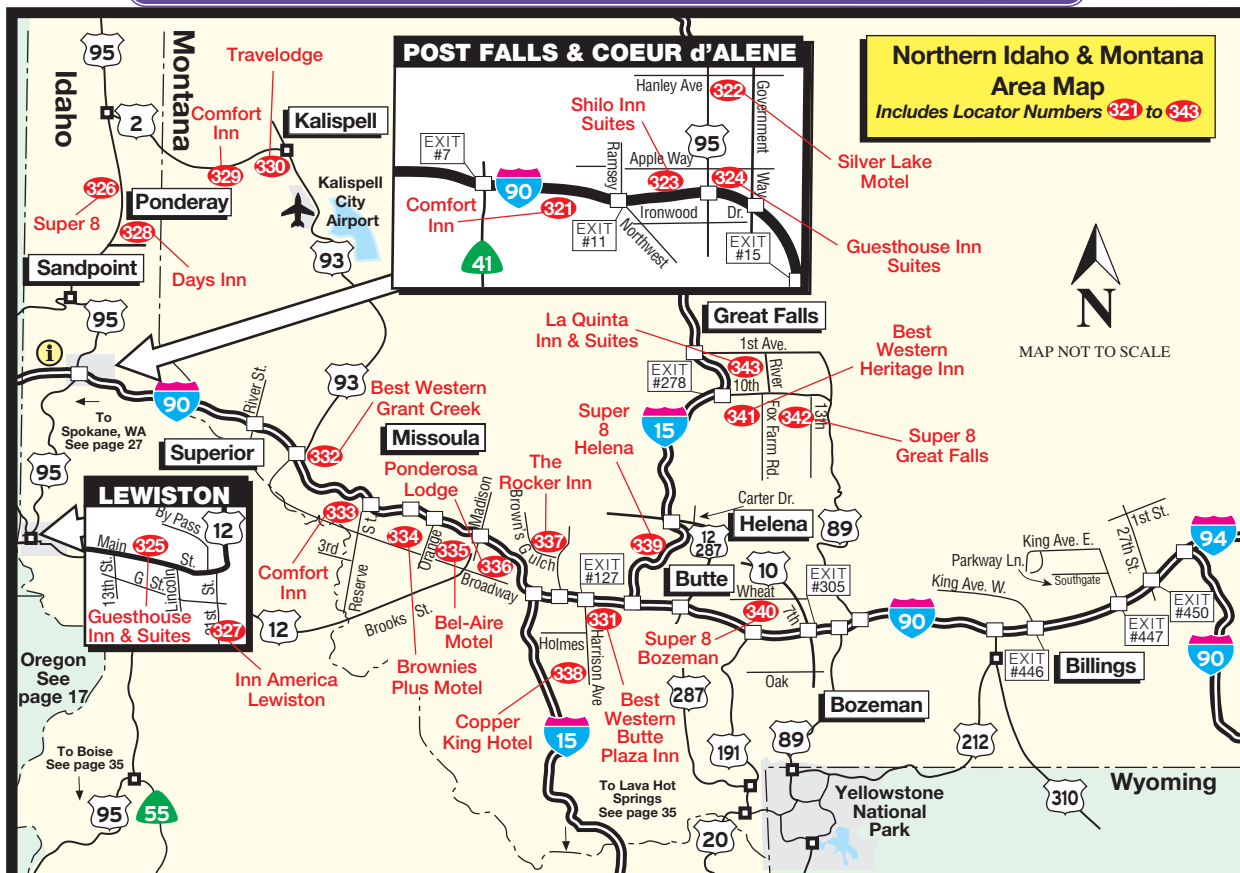 Northern Idaho & Montana
Area Map
Includes Locator Numbers 321 to 343
POST FALLS & COEUR d'ALENE
Hanley Ave
322
Government
Way
Shilo Inn
Suites
95
EXIT
#7
Ramsey
Apple Way
323
324
Silver Lake
Motel
90
Comfort
Inn
321
Ironwood
Dr.
EXIT
#11
Northwest
EXIT
#15
41
Guesthouse Inn
Suites
95
Idaho
Montana
Travelodge
2
Comfort
Inn
329
330
Kalispell
Kalispell
City
Airport
326
Super 8
Ponderay
328
Days Inn
93
Sandpoint
95
i
N
MAP NOT TO SCALE
Great Falls
La Quinta
Inn & Suites
1st Ave.
343
River
EXIT
#278
10th
Best
Western
Heritage Inn
341
Fox Farm Rd.
342
13th
Super 8
Great Falls
15
Super
8
Helena
90
To
Spokane, WA
See page 27
River St.
93
Best Western
Grant Creek
332
Superior
Missoula
95
Ponderosa
Lodge
Madison
The
Rocker Inn
Brown's Gulch
337
Carter Dr.
Helena
12
287
339
89
LEWISTON
By Pass
12
Main
St.
325
13th St.
G St.
Lincoln
21st St.
Guesthouse
Inn & Suites
327
Inn America
Lewiston
12
333
3rd
Reserve
St.
Comfort
Inn
334
Orange
335
336
Broadway
Brooks St.
Bel-Aire
Motel
Brownies
Plus Motel
EXIT
#127
Butte
10
Wheat
340
7th
EXIT
#305
Super 8
Bozeman
331
Holmes
Harrison Ave
338
Copper
King Hotel
Best
Western
Butte
Plaza Inn
15
Oak
287
Bozeman
90
1st St.
27th St.
King Ave. E.
Parkway Ln.
Southgate
King Ave. W.
94
EXIT
#450
EXIT
#447
EXIT
#446
Billings
90
Oregon
See
page 17
To Boise
See page 35
95
55
To Lava Hot
Springs
See page 35
191
89
20
212
310
Yellowstone
National
Park
Wyoming